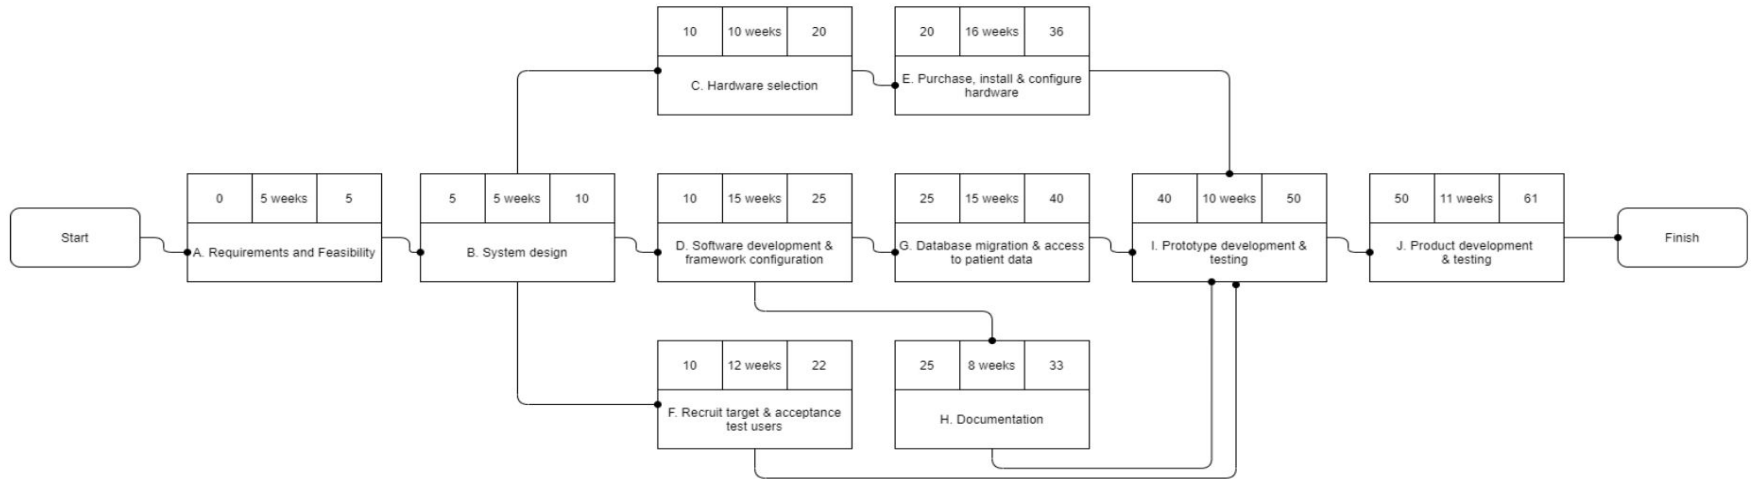 10 10 weeks 20
C. Hardware selection
20 16 weeks 36
E. Purchase, install & configure
hardware
Start
0 5 weeks 5
A. Requirements and Feasibility
5 5 weeks 10
B. System design
10 15 weeks 25
D. Software development &
framework configuration
25 15 weeks 40
G. Database migration & access
to patient data
40 10 weeks 50
I. Prototype development &
testing
50 11 weeks 61
J. Product development
& testing
Finish
10 12 weeks 22
F. Recruit target & acceptance
test users
25 8 weeks 33
H. Documentation